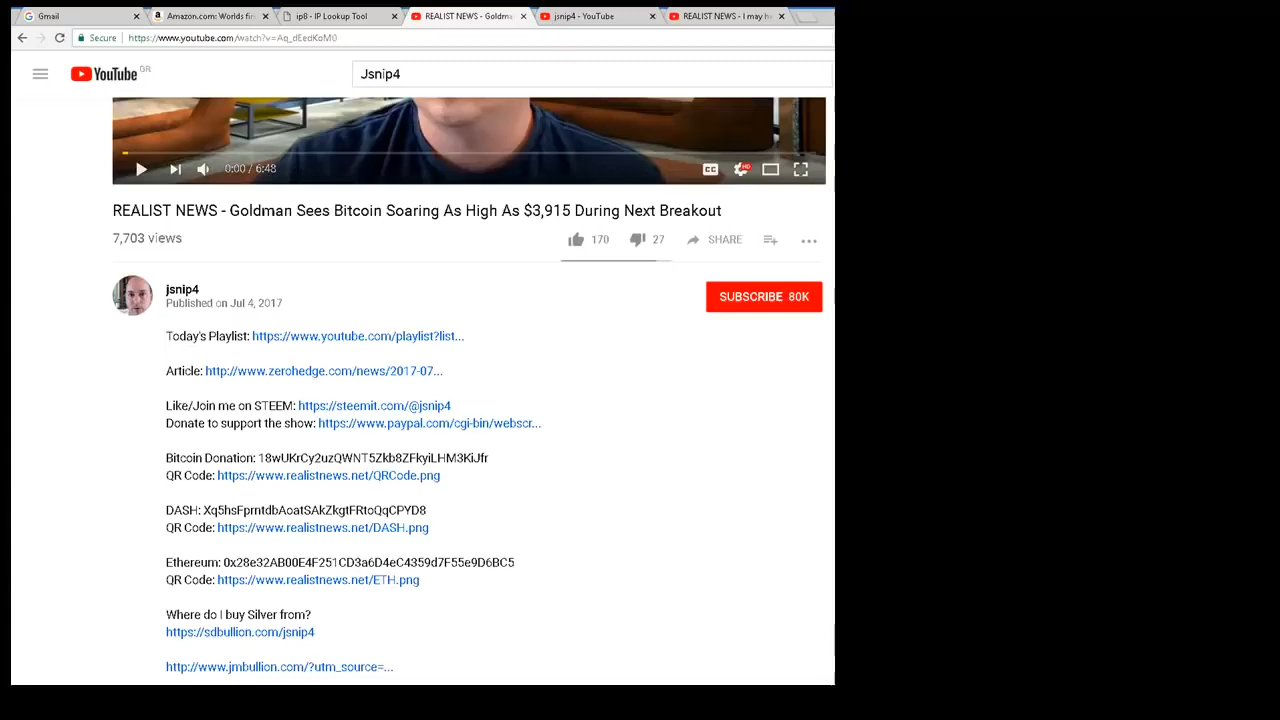 Gmail
Amazon.com: Worlds fi
ip8 - IP Lookup Tool
REALIST NEWS - Goldma
jsnip4 - YouTube
REALIST NEWS - I may he
Secure
https://www.youtube.com/watch?v=Aq_dEedKoM0
YouTube GR
Jsnip4
0:00 / 6:48
CC
HD
REALIST NEWS - Goldman Sees Bitcoin Soaring As High As $3,915 During Next Breakout
7,703 views
170
27
SHARE
jsnip4
Published on Jul 4, 2017
SUBSCRIBE 80K
Today's Playlist: https://www.youtube.com/playlist?list...
Article: http://www.zerohedge.com/news/2017-07...
Like/Join me on STEEM: https://steemit.com/@jsnip4
Donate to support the show: https://www.paypal.com/cgi-bin/webscr...
Bitcoin Donation: 18wUKrCy2uzQWNT5Zkb8ZFkyiLHM3KiJfr
QR Code: https://www.realistnews.net/QRCode.png
DASH: Xq5hsFprntdbAoatSAkZkgtFRtoQqCPYD8
QR Code: https://www.realistnews.net/DASH.png
Ethereum: 0x28e32AB00E4F251CD3a6D4eC4359d7F55e9D6BC5
QR Code: https://www.realistnews.net/ETH.png
Where do I buy Silver from?
https://sdbullion.com/jsnip4
http://www.jmbullion.com/?utm_source=...